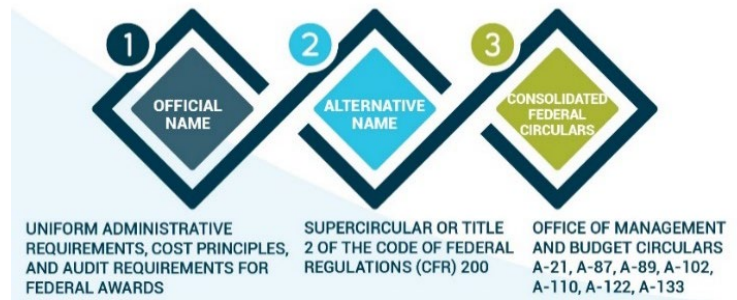 1
OFFICIAL
NAME
UNIFORM ADMINISTRATIVE
REQUIREMENTS, COST PRINCIPLES,
AND AUDIT REQUIREMENTS FOR
FEDERAL AWARDS
2
ALTERNATIVE
NAME
SUPERCIRCULAR OR TITLE
2 OF THE CODE OF FEDERAL
REGULATIONS (CFR) 200
3
CONSOLIDATED
FEDERAL
CIRCULARS
OFFICE OF MANAGEMENT
AND BUDGET CIRCULARS
A-21, A-87, A-89, A-102,
A-110, A-122, A-133